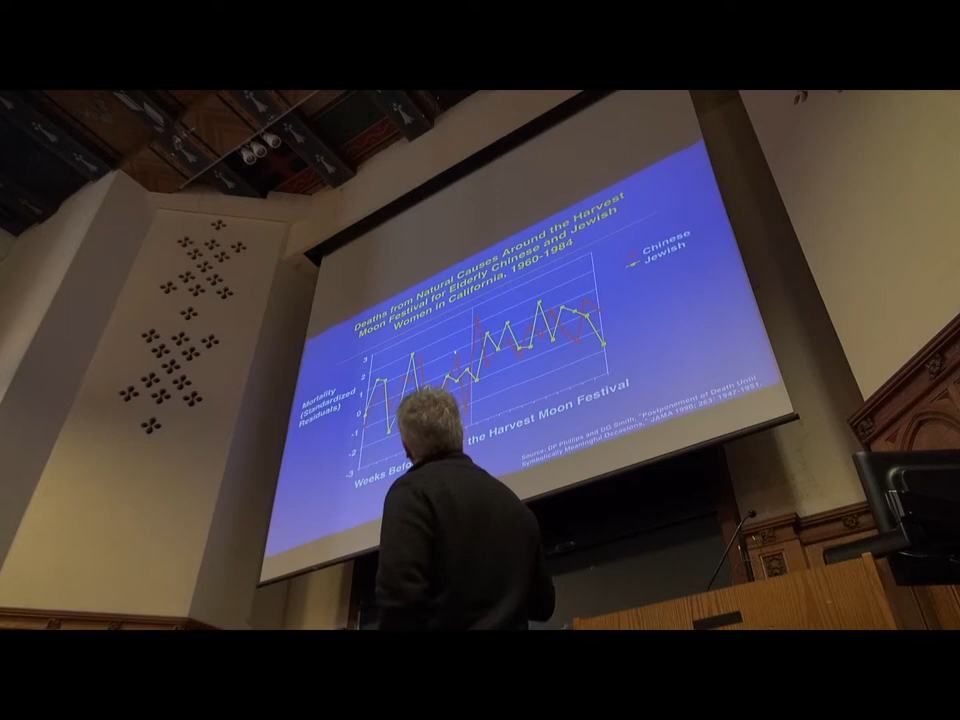 Deaths from Natural Causes Around the Harvest
Moon Festival for Elderly Chinese and Jewish
Women in California, 1960-1984
Chinese
Jewish
Mortality
(Standardized
Residuals)
3
2
1
0
-1
-2
-3
Weeks Before the Harvest Moon Festival
Source: DP Phillips and DG Smith, "Postponement of Death Until
Symbolically Meaningful Occasions," JAMA 1990; 263: 1947-1951.